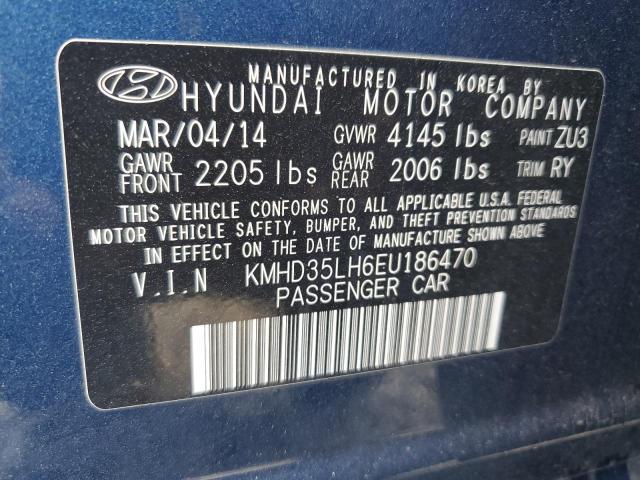 MANUFACTURED IN KOREA BY
HYUNDAI MOTOR COMPANY
MAR/04/14 GVWR 4145 lbs PAINT ZU3
GAWR FRONT 2205 lbs GAWR REAR 2006 lbs TRIM RY
THIS VEHICLE CONFORMS TO ALL APPLICABLE U.S.A. FEDERAL
MOTOR VEHICLE SAFETY, BUMPER, AND THEFT PREVENTION STANDARDS
IN EFFECT ON THE DATE OF MANUFACTURE SHOWN ABOVE.
V.I.N KMHD35LH6EU186470
PASSENGER CAR